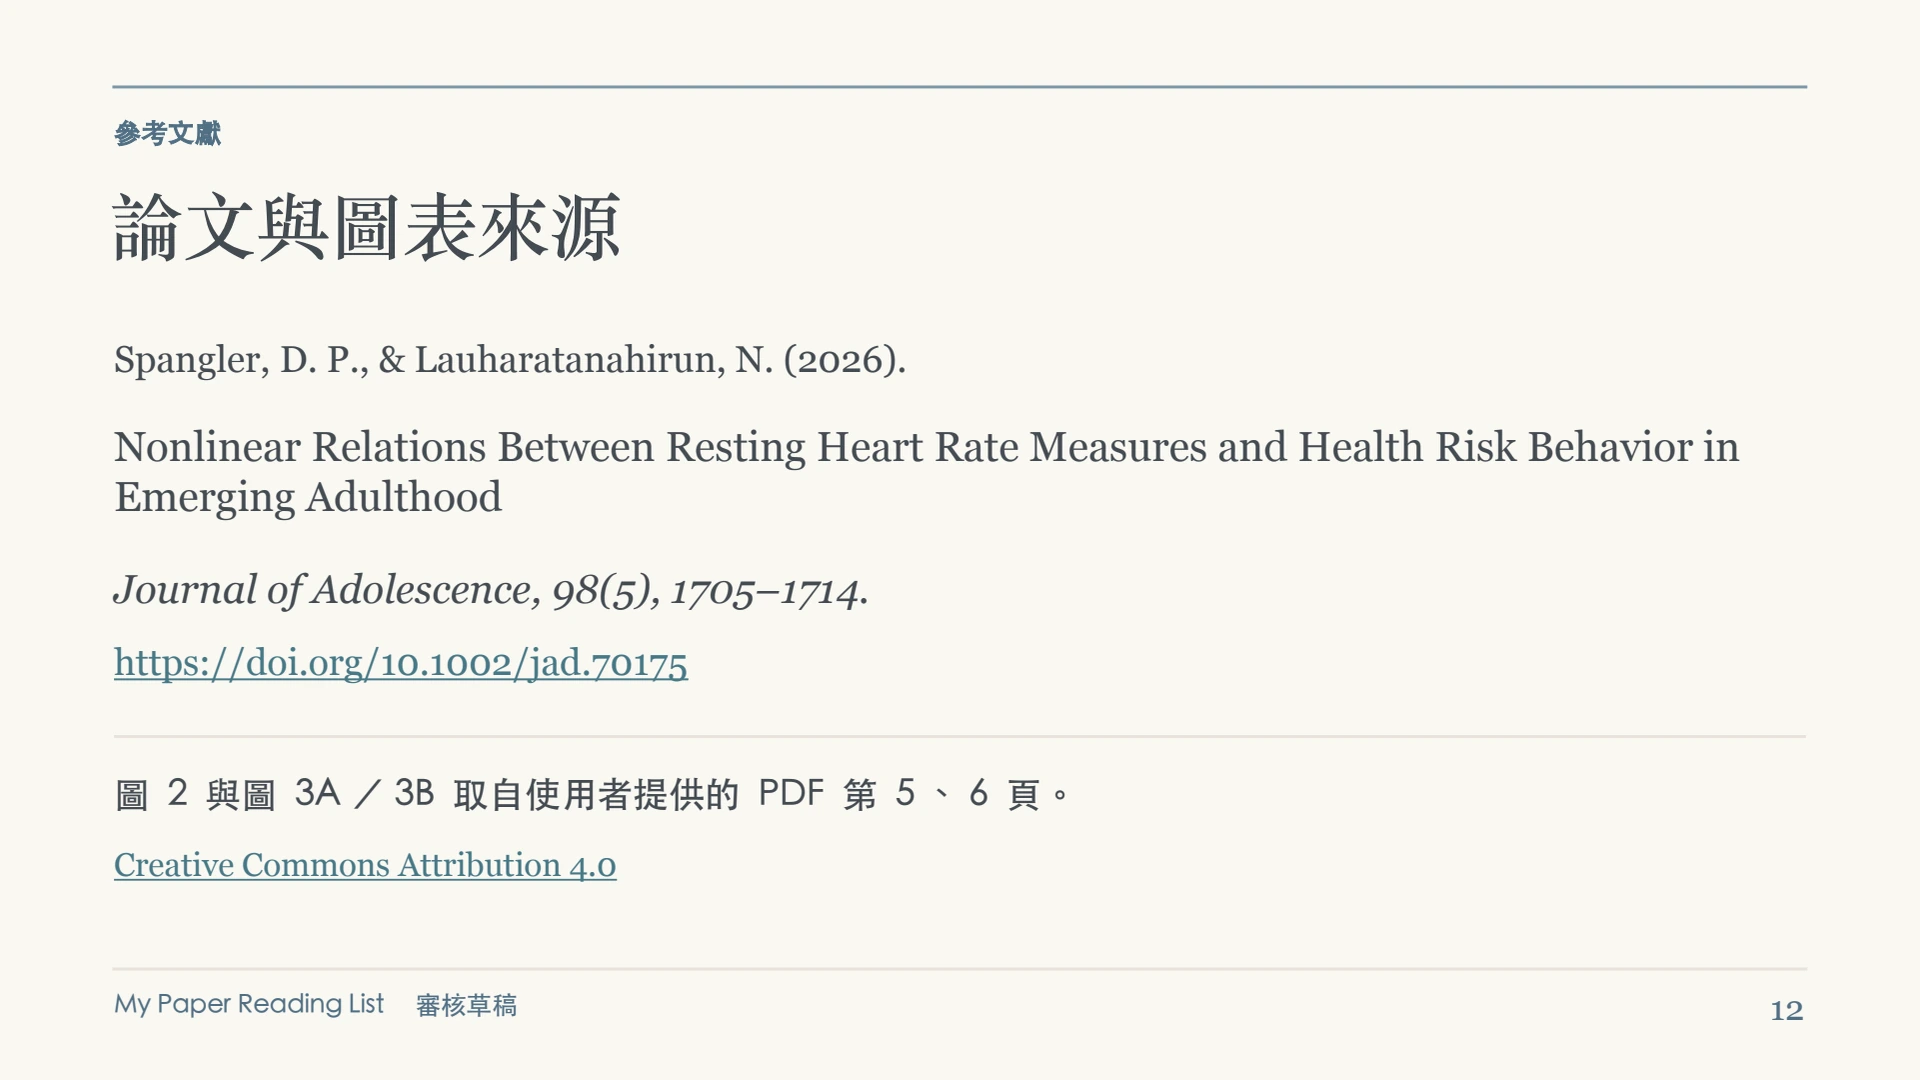 參考文獻
論文與圖表來源
Spangler, D. P., & Lauharatanahirun, N. (2026).
Nonlinear Relations Between Resting Heart Rate Measures and Health Risk Behavior in
Emerging Adulthood
Journal of Adolescence, 98(5), 1705–1714.
https://doi.org/10.1002/jad.70175
圖 2 與圖 3A／3B 取自使用者提供的 PDF 第 5、6 頁。
Creative Commons Attribution 4.0
My Paper Reading List 審核草稿
12